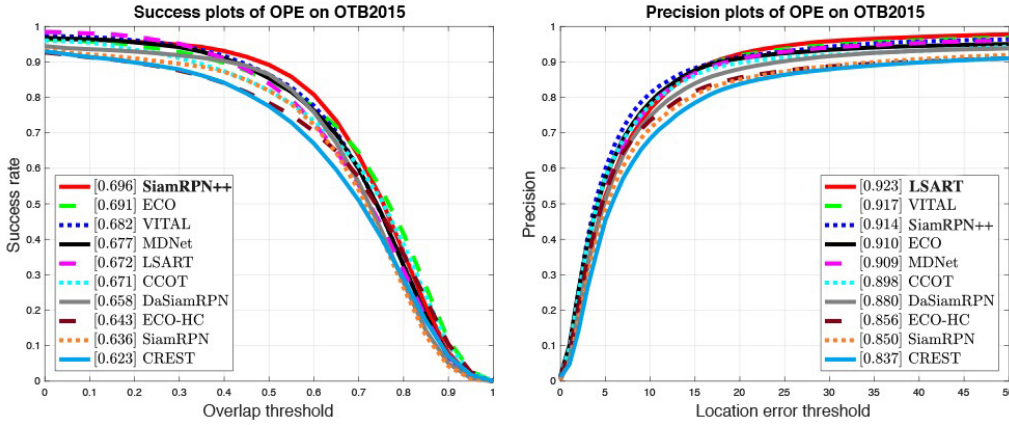 Success plots of OPE on OTB2015
1
0.9
0.8
0.7
0.6
0.5
0.4
0.3
0.2
0.1
0
Success rate
[0.696] SiamRPN++
[0.691] ECO
[0.682] VITAL
[0.677] MDNet
[0.672] LSART
[0.671] CCOT
[0.658] DaSiamRPN
[0.643] ECO-HC
[0.636] SiamRPN
[0.623] CREST
0 0.1 0.2 0.3 0.4 0.5 0.6 0.7 0.8 0.9 1
Overlap threshold
Precision plots of OPE on OTB2015
1
0.9
0.8
0.7
0.6
0.5
0.4
0.3
0.2
0.1
0
Precision
[0.923] LSART
[0.917] VITAL
[0.914] SiamRPN++
[0.910] ECO
[0.909] MDNet
[0.898] CCOT
[0.880] DaSiamRPN
[0.856] ECO-HC
[0.850] SiamRPN
[0.837] CREST
0 5 10 15 20 25 30 35 40 45 50
Location error threshold